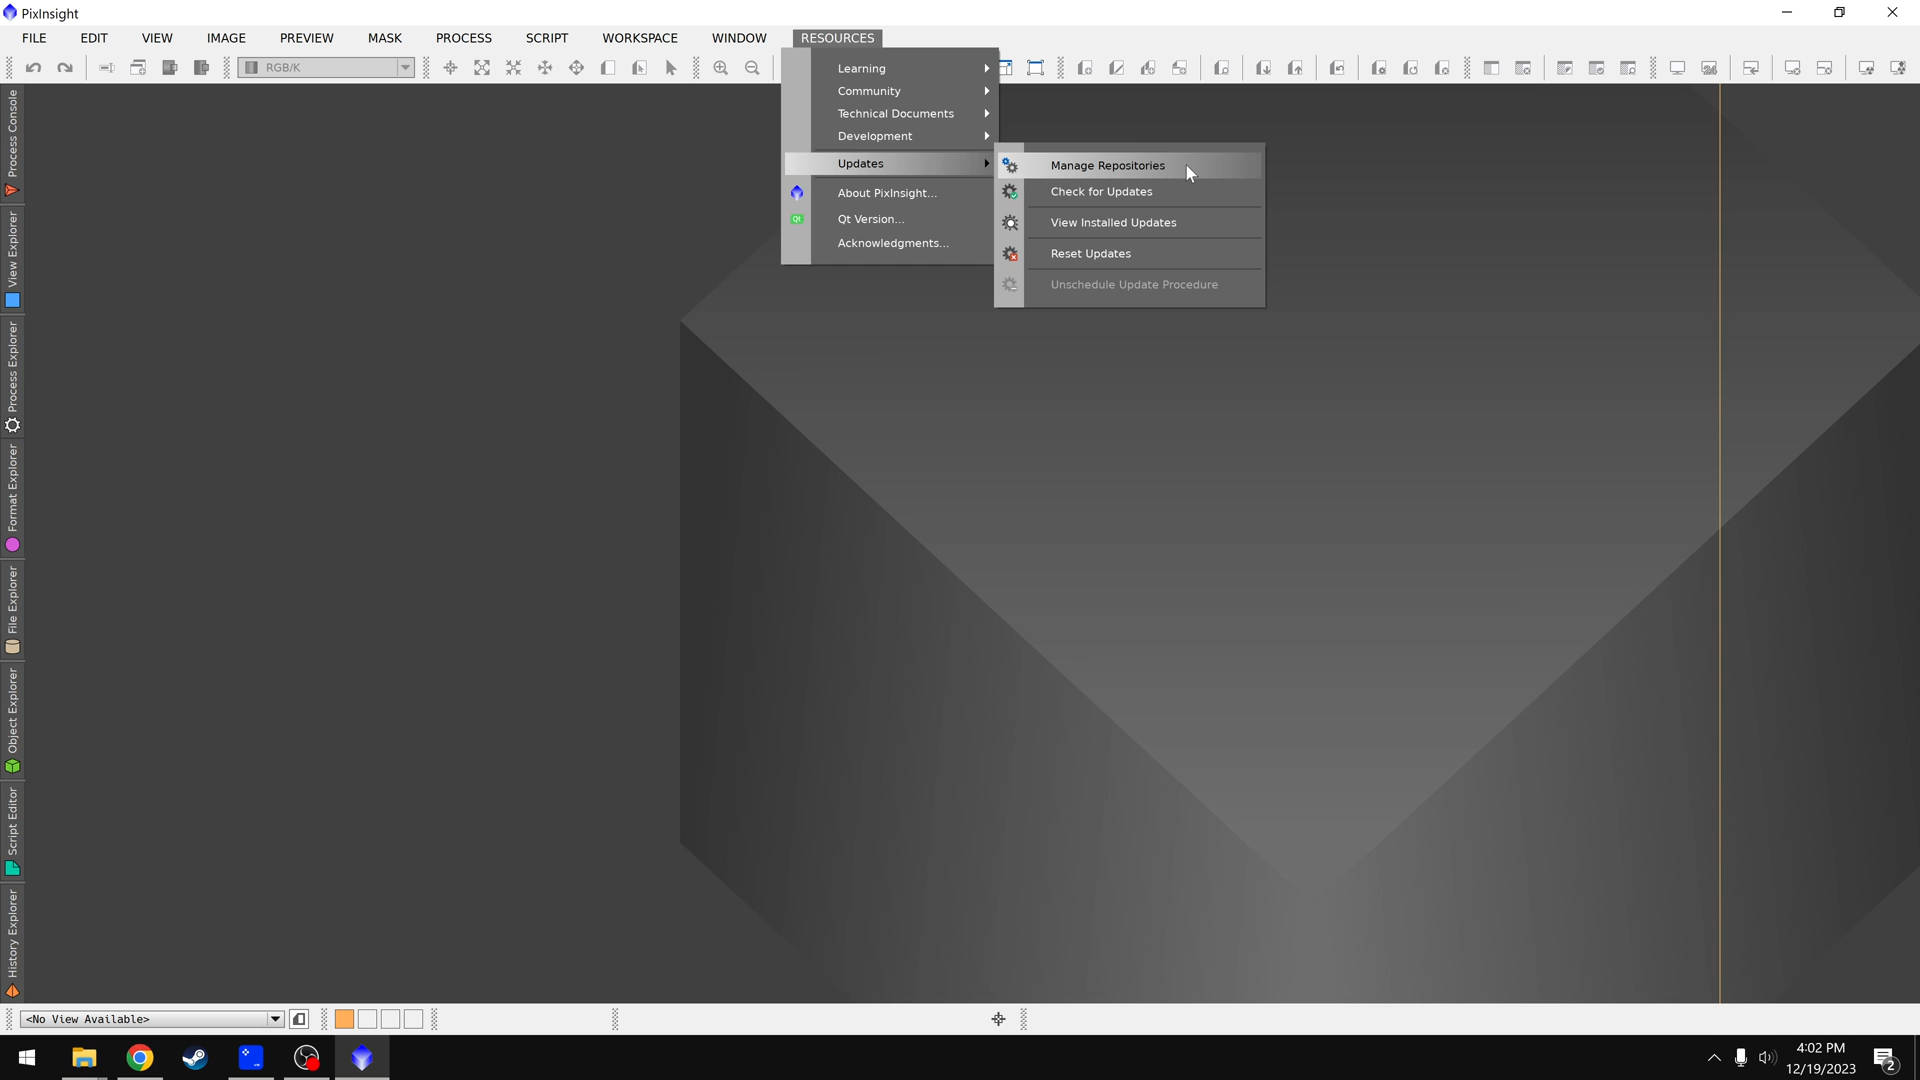 PixInsight
FILE EDIT VIEW IMAGE PREVIEW MASK PROCESS SCRIPT WORKSPACE WINDOW RESOURCES
RGB/K
Learning
Community
Technical Documents
Development
Updates
About PixInsight...
Qt Version...
Acknowledgments...
Manage Repositories
Check for Updates
View Installed Updates
Reset Updates
Unschedule Update Procedure
Qt
24
Process Console
View Explorer
Process Explorer
Format Explorer
File Explorer
Object Explorer
Script Editor
History Explorer
<No View Available>
4:02 PM
12/19/2023
2